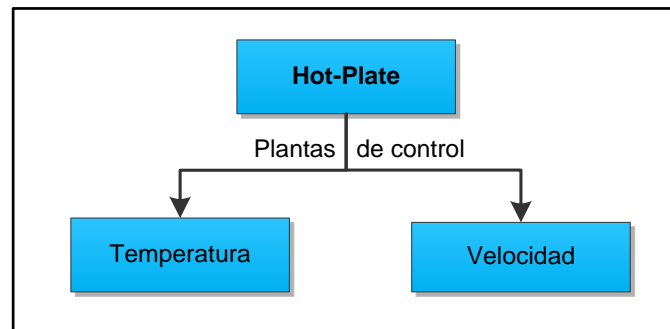 Hot-Plate
Plantas de control
Temperatura
Velocidad